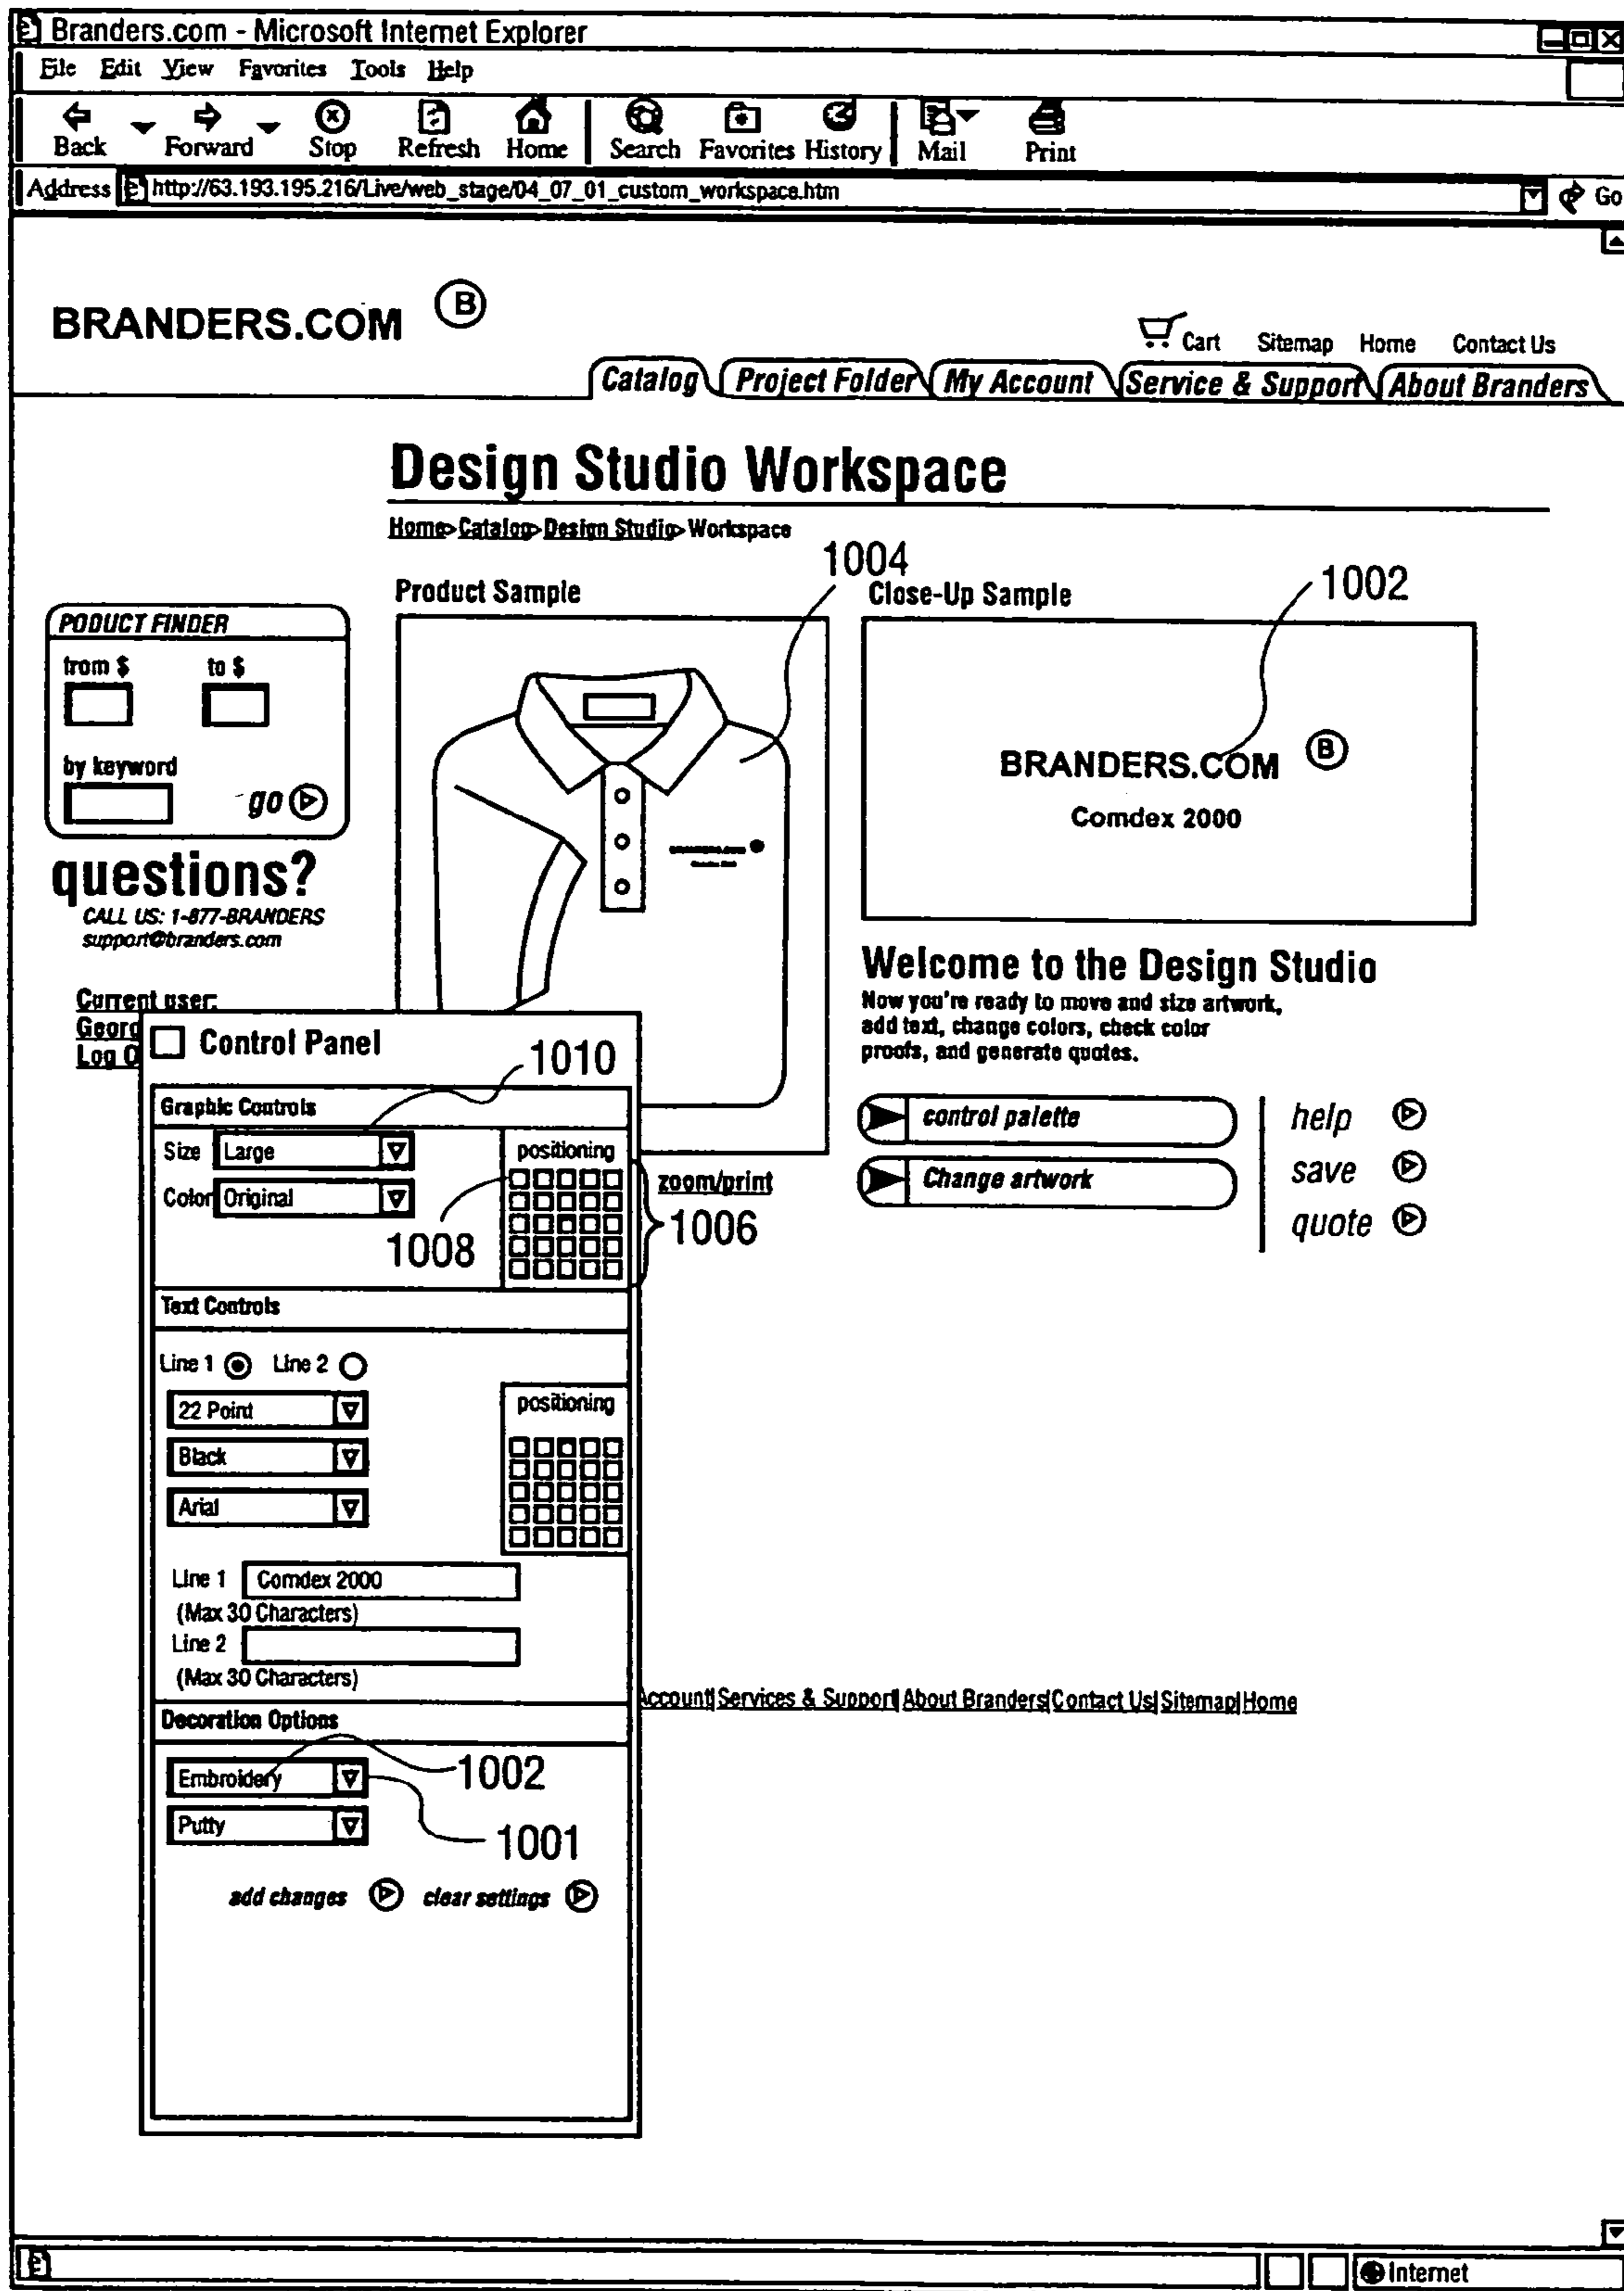 Branders.com - Microsoft Internet Explorer
File Edit View Favorites Tools Help
Back Forward Stop Refresh Home Search Favorites History Mail Print
Address http://63.193.195.216/Live/web_stage/04_07_01_custom_workspace.htm Go
BRANDERS.COM B
Cart Sitemap Home Contact Us
Catalog Project Folder My Account Service & Support About Branders
Design Studio Workspace
Home>Catalog>Design Studio>Workspace
1004
Product Sample
Close-Up Sample
1002
PODUCT FINDER
from $ to $
by keyword
go
BRANDERS.COM B
Comdex 2000
questions?
CALL US: 1-877-BRANDERS
support@branders.com
Welcome to the Design Studio
Now you're ready to move and size artwork,
add text, change colors, check color
proofs, and generate quotes.
Current user:
Georg
Log O
Control Panel
1010
Graphic Controls
Size Large
positioning
Color Original
1008
zoom/print
1006
control palette
Change artwork
help
save
quote
Text Controls
Line 1 Line 2
22 Point
positioning
Black
Arial
Line 1 Comdex 2000
(Max 30 Characters)
Line 2
(Max 30 Characters)
Account|Services & Support|About Branders|Contact Us|Sitemap|Home
Decoration Options
Embroidery
1002
Putty
1001
add changes clear settings
Internet